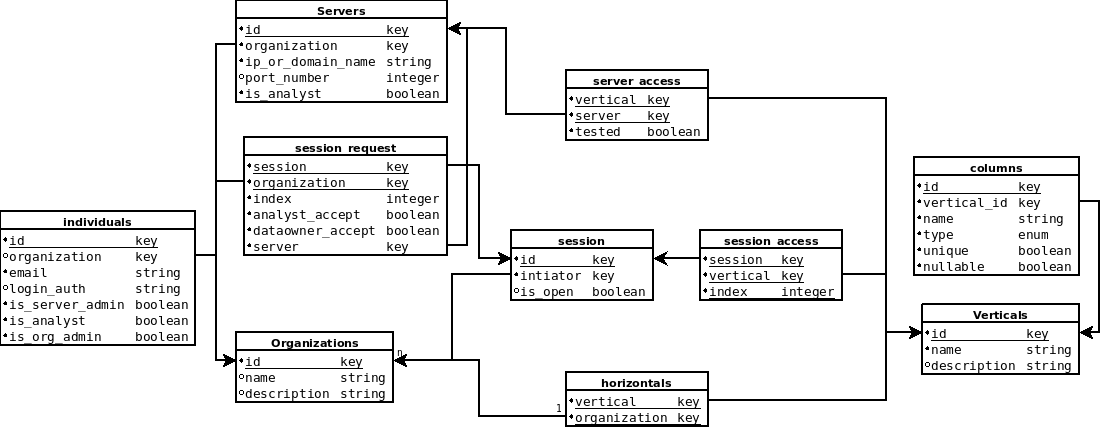 Servers
id key
organization key
ip_or_domain_name string
port_number integer
is_analyst boolean
server access
vertical key
server key
tested boolean
session request
session key
organization key
index integer
analyst_accept boolean
dataowner_accept boolean
server key
columns
id key
vertical_id key
name string
type enum
unique boolean
nullable boolean
individuals
id key
organization key
email string
login_auth string
is_server_admin boolean
is_analyst boolean
is_org_admin boolean
session
id key
intiator key
is_open boolean
session access
session key
vertical key
index integer
Verticals
id key
name string
description string
Organizations
id key
name string
description string
n
horizontals
vertical key
organization key
1